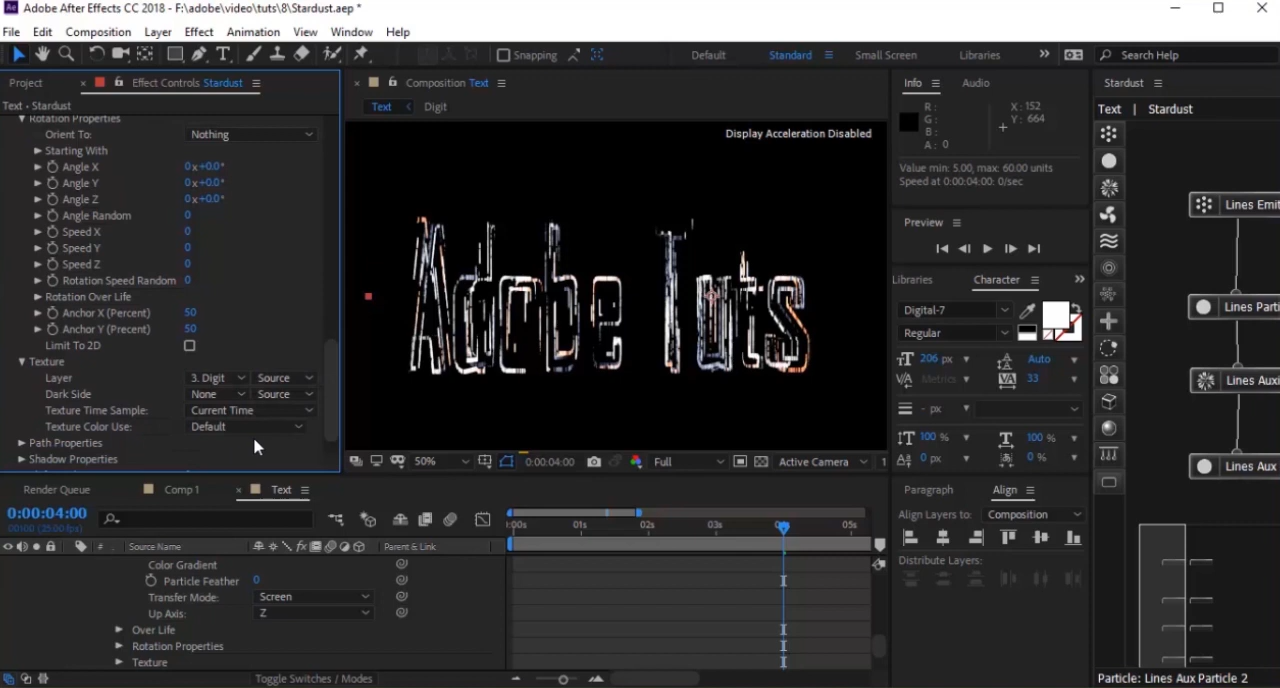 Adobe After Effects CC 2018 - F:\adobe\video\tuts\8\Stardust.aep *
File Edit Composition Layer Effect Animation View Window Help
Snapping Default Standard Small Screen Libraries Search Help
Project Effect Controls Stardust
Composition Text
Info Audio
Stardust
Text • Stardust
Text Digit
Text | Stardust
Rotation Properties
Orient To: Nothing
Starting With
Angle X 0x+0.0°
Angle Y 0x+0.0°
Angle Z 0x+0.0°
Angle Random 0
Speed X 0
Speed Y 0
Speed Z 0
Rotation Speed Random 0
Rotation Over Life
Anchor X (Percent) 50
Anchor Y (Precent) 50
Limit To 2D
Texture
Layer 3. Digit Source
Dark Side None Source
Texture Time Sample: Current Time
Texture Color Use: Default
Path Properties
Shadow Properties
Display Acceleration Disabled
Adobe Tuts
50% 0:00:04:00 Full Active Camera 1
R :
G :
B :
A : 0
X : 152
Y : 664
Value min: 5.00, max: 60.00 units
Speed at 0:00:04:00: 0/sec
Preview
Libraries Character
Digital-7
Regular
206 px Auto
Metrics 33
- px
100 % 100 %
0 px 0 %
Paragraph Align
Align Layers to: Composition
Distribute Layers:
Lines Emit
Lines Parti
Lines Auxi
Lines Aux
Particle: Lines Aux Particle 2
Render Queue Comp 1 Text
0:00:04:00
00100 (25.00 fps)
# Source Name Parent & Link
Color Gradient
Particle Feather 0
Transfer Mode: Screen
Up Axis: Z
Over Life
Rotation Properties
Texture
Toggle Switches / Modes
:00s 01s 02s 03s 05s